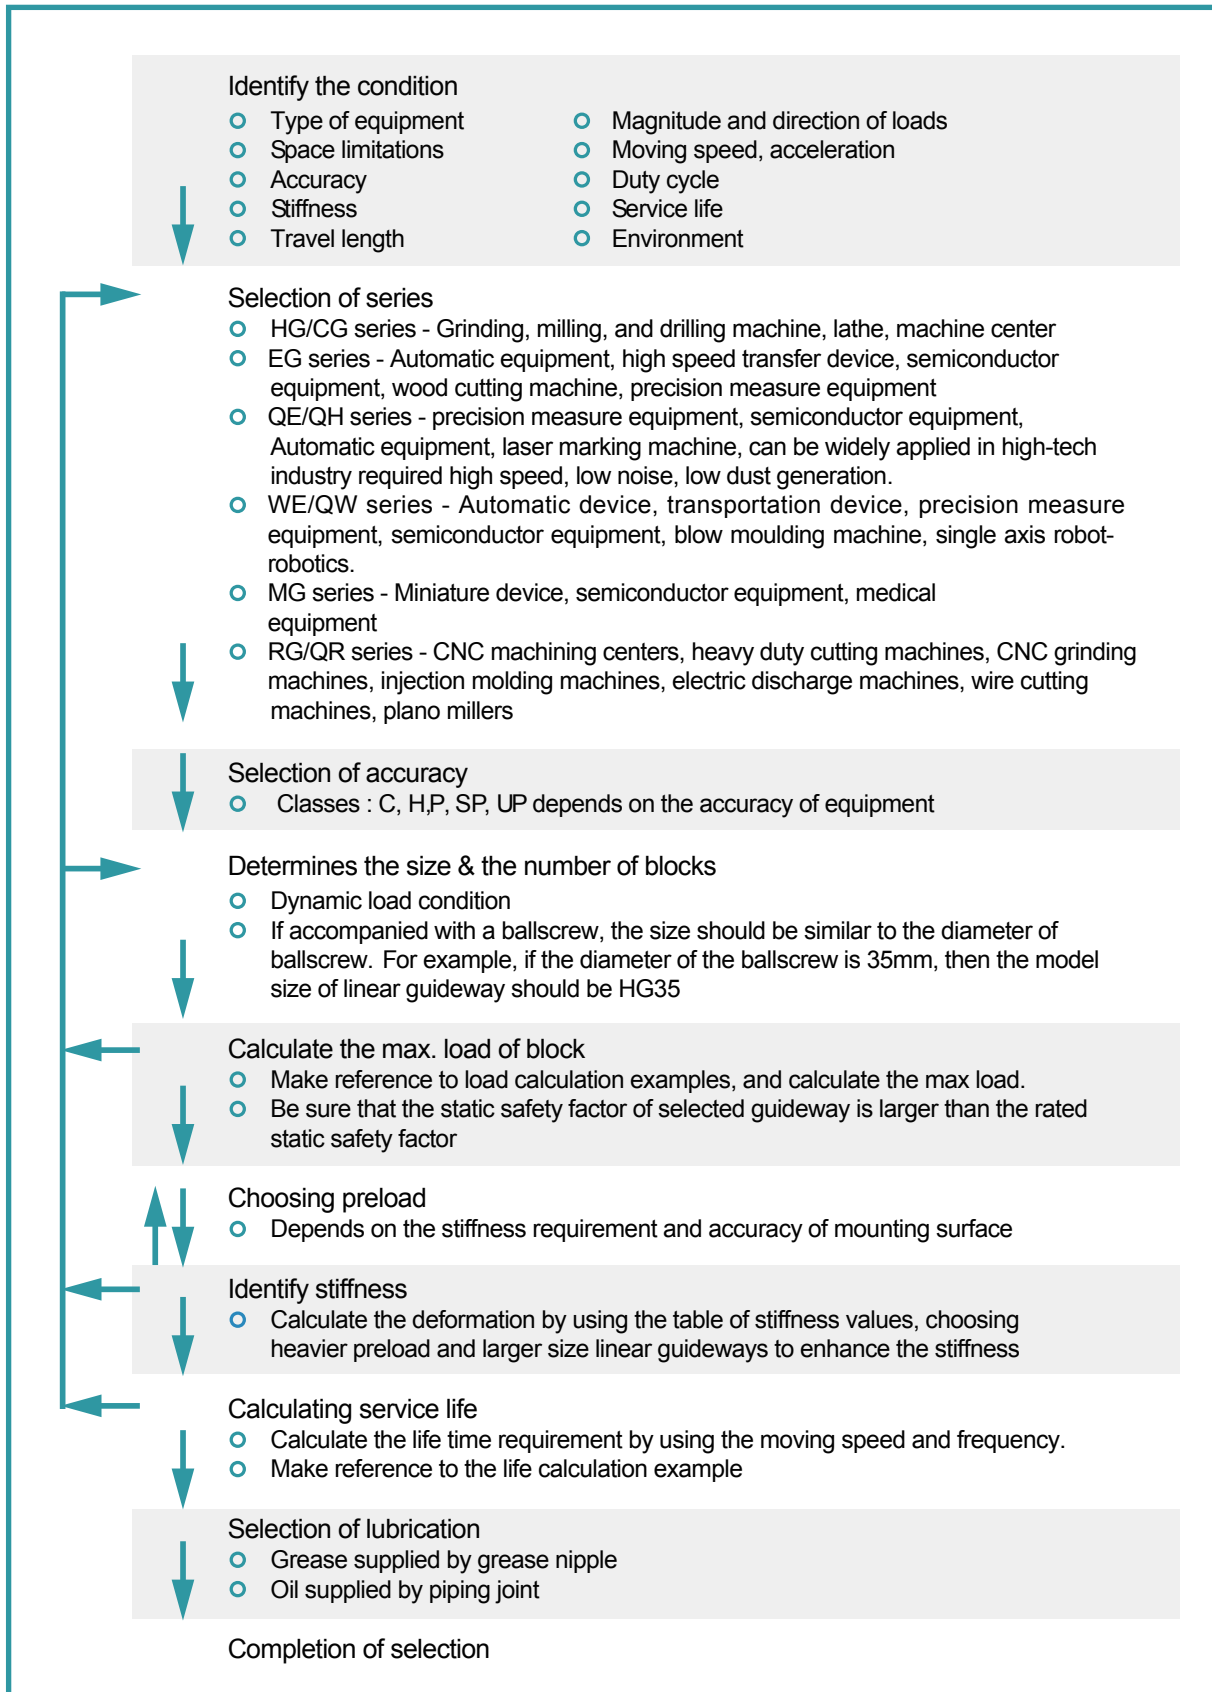 Identify the condition
Type of equipment
Space limitations
Accuracy
Stiffness
Travel length
Magnitude and direction of loads
Moving speed, acceleration
Duty cycle
Service life
Environment
Selection of series
HG/CG series - Grinding, milling, and drilling machine, lathe, machine center
EG series - Automatic equipment, high speed transfer device, semiconductor
equipment, wood cutting machine, precision measure equipment
QE/QH series - precision measure equipment, semiconductor equipment,
Automatic equipment, laser marking machine, can be widely applied in high-tech
industry required high speed, low noise, low dust generation.
WE/QW series - Automatic device, transportation device, precision measure
equipment, semiconductor equipment, blow moulding machine, single axis robot-
robotics.
MG series - Miniature device, semiconductor equipment, medical
equipment
RG/QR series - CNC machining centers, heavy duty cutting machines, CNC grinding
machines, injection molding machines, electric discharge machines, wire cutting
machines, plano millers
Selection of accuracy
Classes : C, H,P, SP, UP depends on the accuracy of equipment
Determines the size & the number of blocks
Dynamic load condition
If accompanied with a ballscrew, the size should be similar to the diameter of
ballscrew. For example, if the diameter of the ballscrew is 35mm, then the model
size of linear guideway should be HG35
Calculate the max. load of block
Make reference to load calculation examples, and calculate the max load.
Be sure that the static safety factor of selected guideway is larger than the rated
static safety factor
Choosing preload
Depends on the stiffness requirement and accuracy of mounting surface
Identify stiffness
Calculate the deformation by using the table of stiffness values, choosing
heavier preload and larger size linear guideways to enhance the stiffness
Calculating service life
Calculate the life time requirement by using the moving speed and frequency.
Make reference to the life calculation example
Selection of lubrication
Grease supplied by grease nipple
Oil supplied by piping joint
Completion of selection